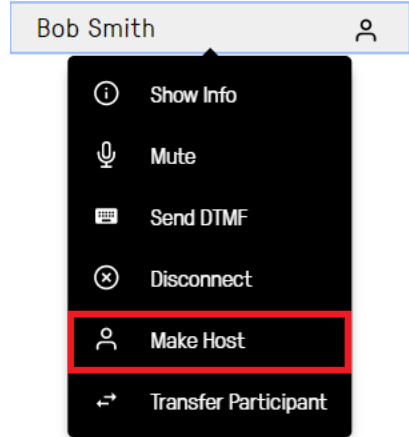 Bob Smith
Show Info
Mute
Send DTMF
Disconnect
Make Host
Transfer Participant